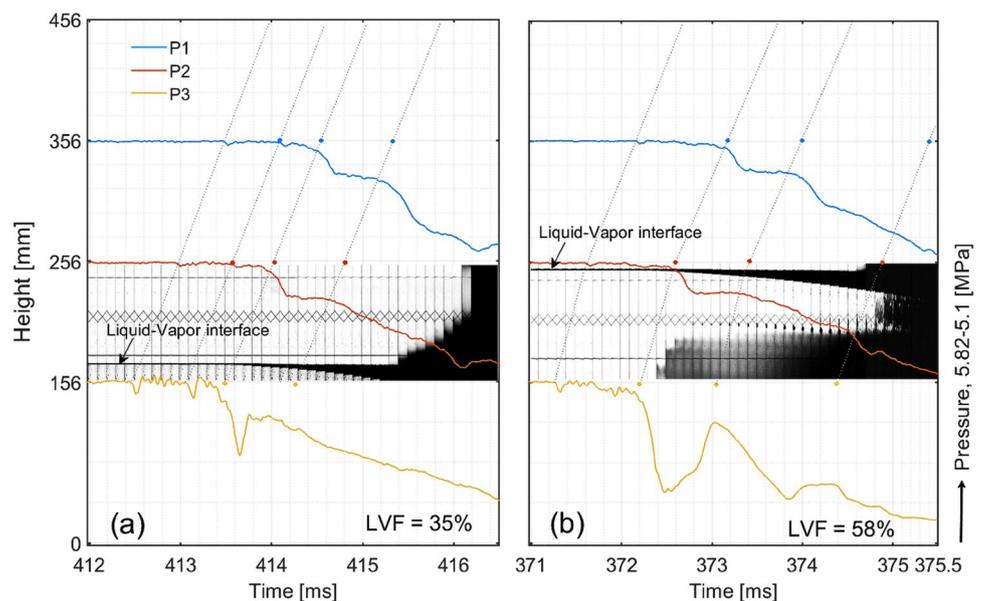 456
356
256
156
0
Height [mm]
P1
P2
P3
Liquid-Vapor interface
(a)
LVF = 35%
412 413 414 415 416
Time [ms]
Liquid-Vapor interface
(b)
LVF = 58%
371 372 373 374 375 375.5
Time [ms]
Pressure, 5.82-5.1 [MPa]